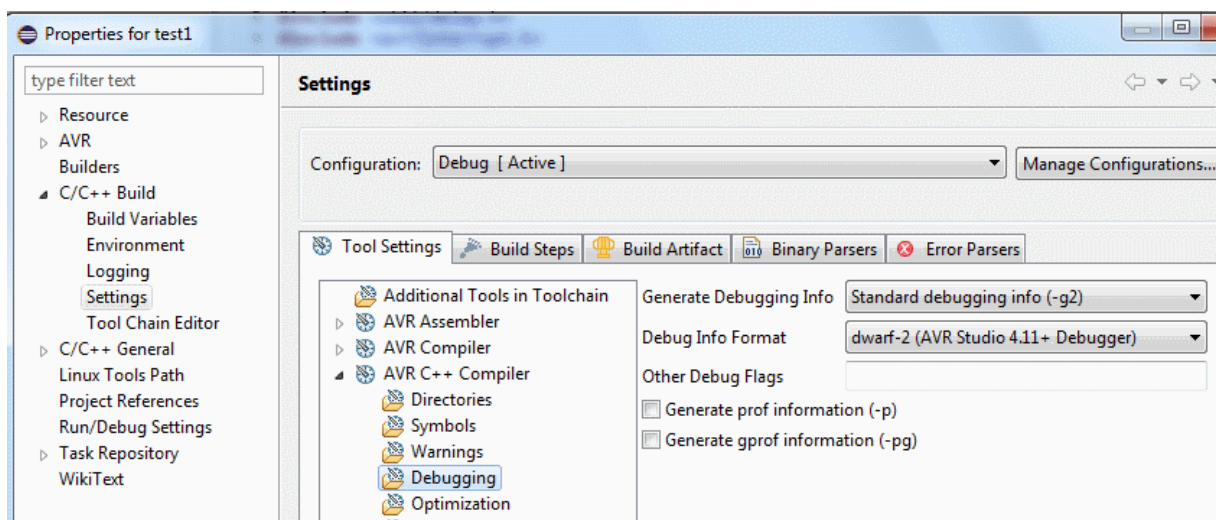 Properties for test1
type filter text
Settings
Resource
AVR
Builders
C/C++ Build
Build Variables
Environment
Logging
Settings
Tool Chain Editor
C/C++ General
Linux Tools Path
Project References
Run/Debug Settings
Task Repository
WikiText
Configuration: Debug [ Active ] Manage Configurations...
Tool Settings Build Steps Build Artifact Binary Parsers Error Parsers
Additional Tools in Toolchain
AVR Assembler
AVR Compiler
AVR C++ Compiler
Directories
Symbols
Warnings
Debugging
Optimization
Generate Debugging Info Standard debugging info (-g2)
Debug Info Format dwarf-2 (AVR Studio 4.11+ Debugger)
Other Debug Flags
Generate prof information (-p)
Generate gprof information (-pg)